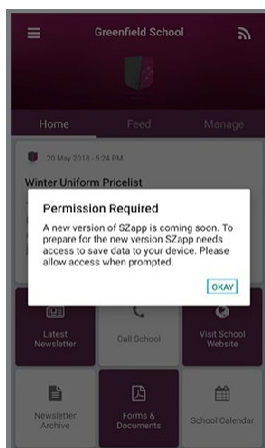 Greenfield School
Home Feed Manage
20 May 2018 - 5:24 PM
Winter Uniform Pricelist
Permission Required
A new version of SZapp is coming soon. To
prepare for the new version SZapp needs
access to save data to your device. Please
allow access when prompted.
OKAY
Latest
Newsletter
Call School
Visit School
Website
Newsletter
Archive
Forms &
Documents
School Calendar